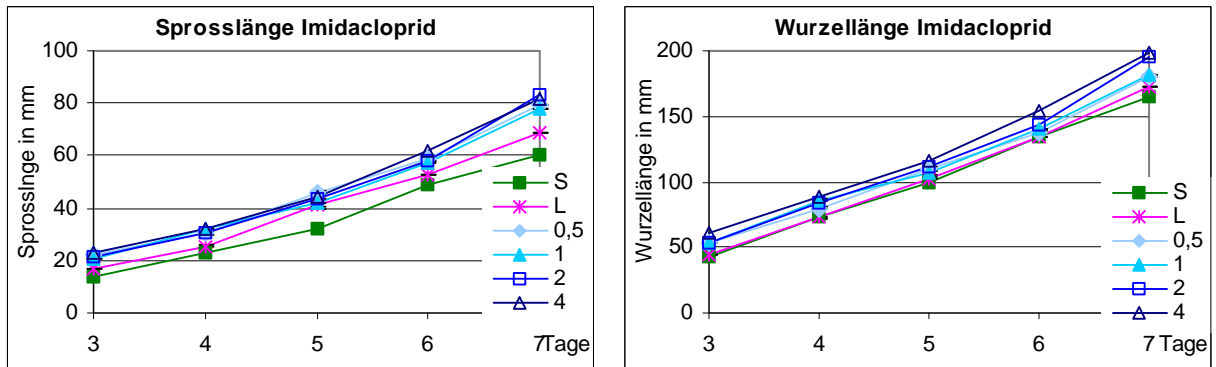 Sprosslänge Imidacloprid
Sprosslnge in mm
100
80
60
40
20
0
3 4 5 6 7Tage
S
L
0,5
1
2
4
Wurzellänge Imidacloprid
Wurzellänge in mm
200
150
100
50
0
3 4 5 6 7 Tage
S
L
0,5
1
2
4